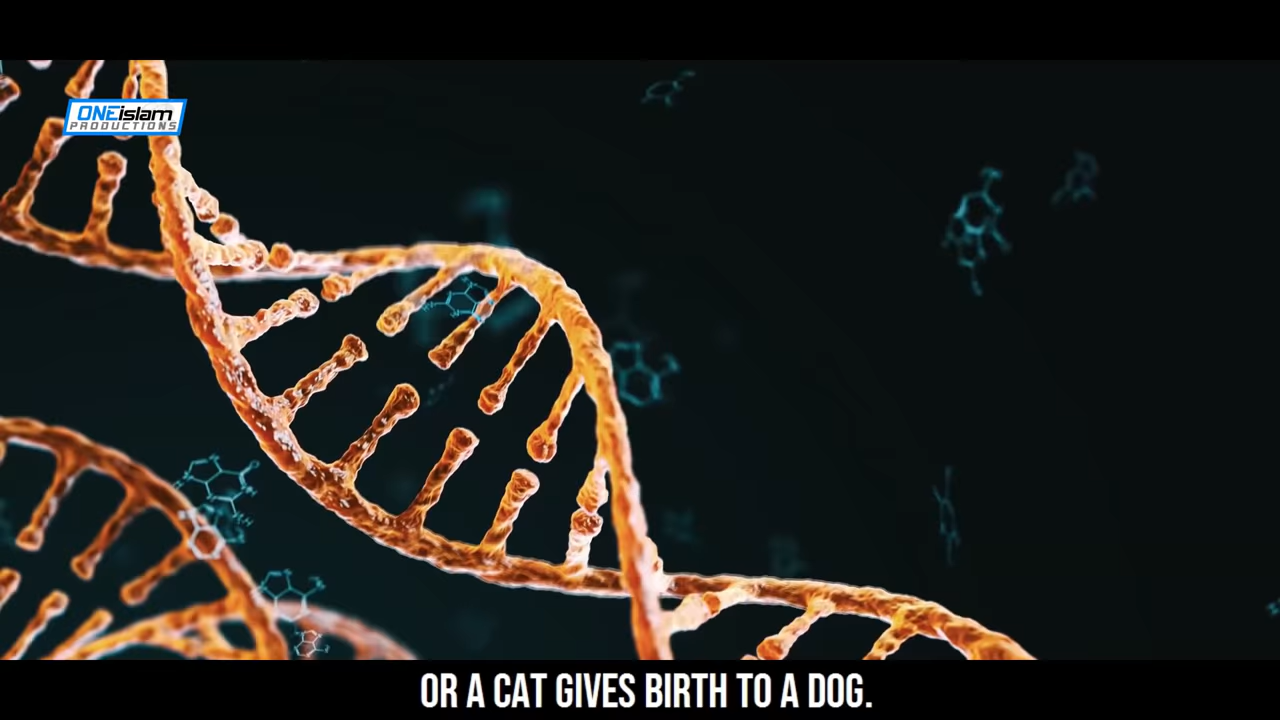 ONEislam
PRODUCTIONS
OR A CAT GIVES BIRTH TO A DOG.